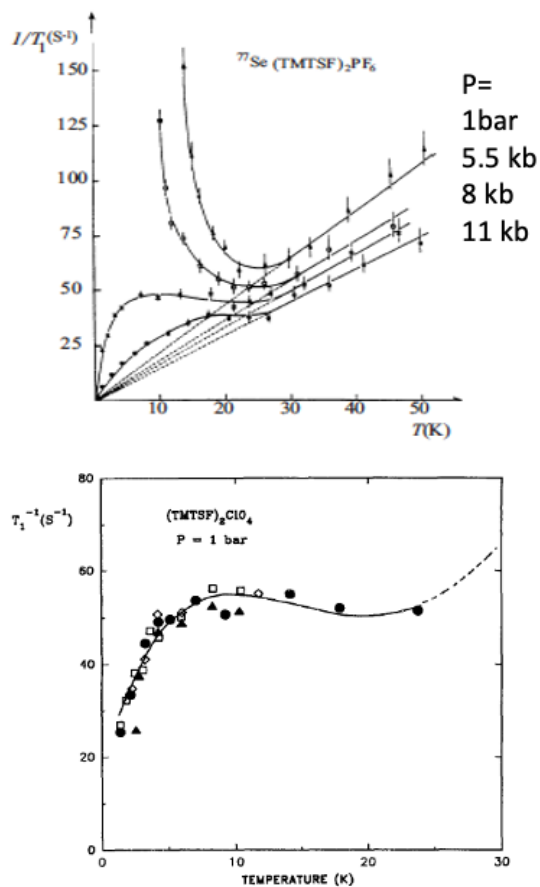 1/T₁(S⁻¹)
⁷⁷Se (TMTSF)₂PF₆
P=
1bar
5.5 kb
8 kb
11 kb
150
125
100
75
50
25
10 20 30 40 50
T(K)
80
T₁⁻¹(S⁻¹)
(TMTSF)₂ClO₄
P = 1 bar
60
40
20
0
0 10 20 30
TEMPERATURE (K)